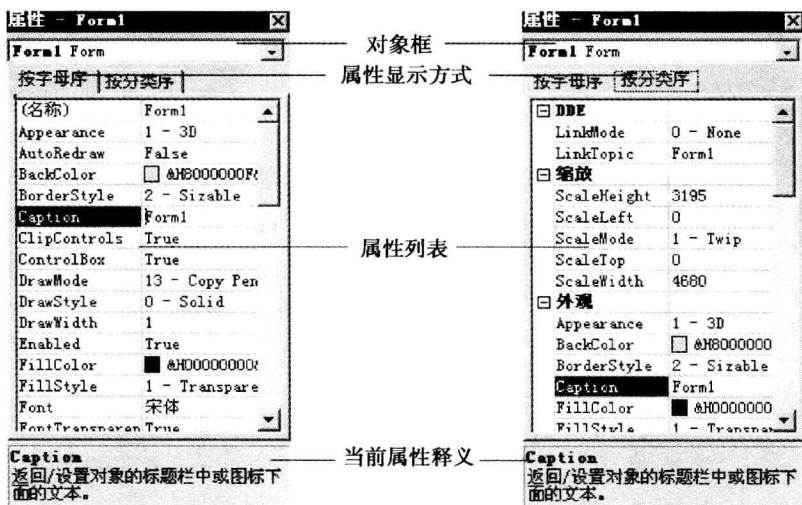 属性 - Form1
Form1 Form
按字母序 按分类序
(名称) Form1
Appearance 1 - 3D
AutoRedraw False
BackColor &H8000000F&
BorderStyle 2 - Sizable
Caption Form1
ClipControls True
ControlBox True
DrawMode 13 - Copy Pen
DrawStyle 0 - Solid
DrawWidth 1
Enabled True
FillColor &H00000000&
FillStyle 1 - Transpare
Font 宋体
FontTransparen True
Caption
返回/设置对象的标题栏中或图标下
面的文本。
对象框
属性显示方式
属性列表
当前属性释义
属性 - Form1
Form1 Form
按字母序 按分类序
DDE
LinkMode 0 - None
LinkTopic Form1
缩放
ScaleHeight 3195
ScaleLeft 0
ScaleMode 1 - Twip
ScaleTop 0
ScaleWidth 4680
外观
Appearance 1 - 3D
BackColor &H8000000
BorderStyle 2 - Sizable
Caption Form1
FillColor &H0000000
FillStyle 1 - Transpar
Caption
返回/设置对象的标题栏中或图标下
面的文本。